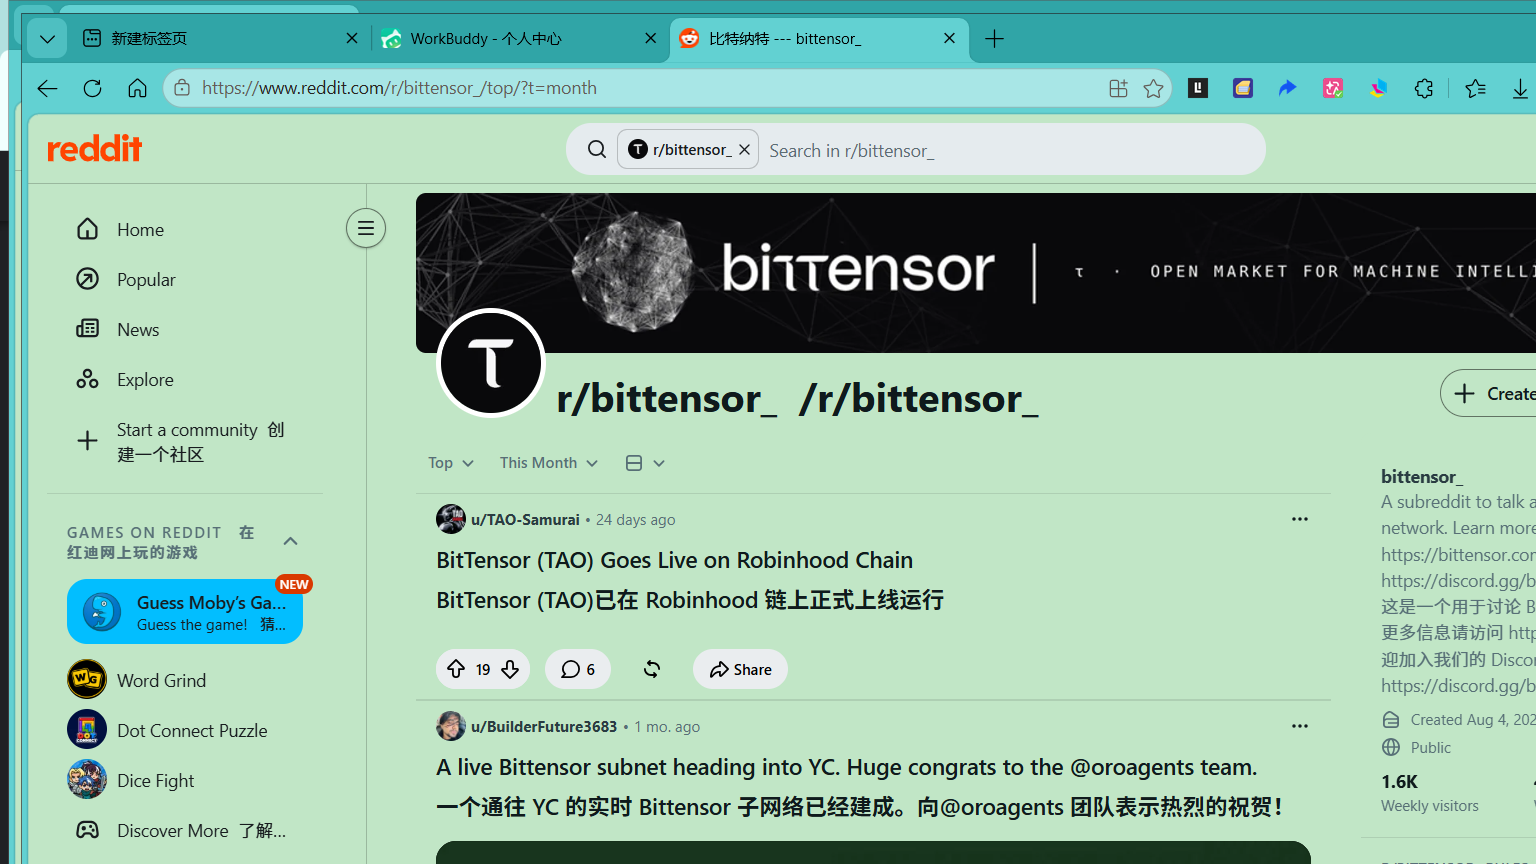 新建标签页
WorkBuddy - 个人中心
比特纳特 --- bittensor_
https://www.reddit.com/r/bittensor_/top/?t=month
reddit
r/bittensor_
Search in r/bittensor_
Home
Popular
News
Explore
Start a community 创
建一个社区
GAMES ON REDDIT 在
红迪网上玩的游戏
NEW
Guess Moby's Ga...
Guess the game! 猜...
Word Grind
Dot Connect Puzzle
Dice Fight
Discover More 了解...
bittensor
τ · OPEN MARKET FOR MACHINE INTELLI
r/bittensor_ /r/bittensor_
Create
Top
This Month
u/TAO-Samurai • 24 days ago
BitTensor (TAO) Goes Live on Robinhood Chain
BitTensor (TAO)已在 Robinhood 链上正式上线运行
19
6
Share
u/BuilderFuture3683 • 1 mo. ago
A live Bittensor subnet heading into YC. Huge congrats to the @oroagents team.
一个通往 YC 的实时 Bittensor 子网络已经建成。向@oroagents 团队表示热烈的祝贺！
bittensor_
A subreddit to talk a
network. Learn more
https://bittensor.com
https://discord.gg/b
这是一个用于讨论 B
更多信息请访问 http
迎加入我们的 Discor
https://discord.gg/b
Created Aug 4, 202
Public
1.6K
Weekly visitors